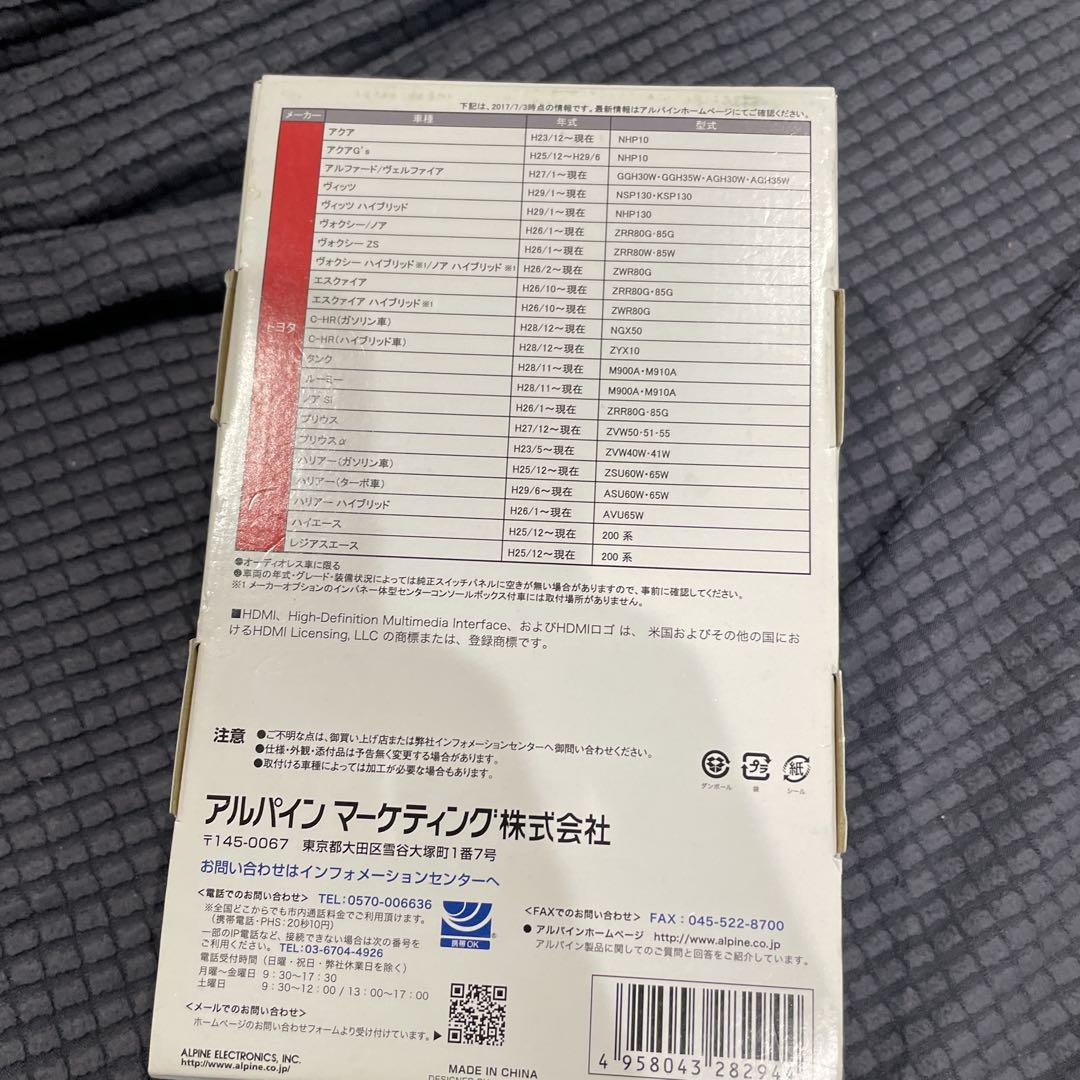 下記は、2017/7/3時点の情報です。最新情報はアルパインホームページにてご確認ください。
メーカー 車種 年式 型式
トヨタ
アクア H23/12～現在 NHP10
アクアG's H25/12～H29/6 NHP10
アルファード/ヴェルファイア H27/1～現在 GGH30W・GGH35W・AGH30W・AGH35W
ヴィッツ H29/1～現在 NSP130・KSP130
ヴィッツ ハイブリッド H29/1～現在 NHP130
ヴォクシー/ノア H26/1～現在 ZRR80G・85G
ヴォクシー ZS H26/1～現在 ZRR80W・85W
ヴォクシー ハイブリッド※1/ノア ハイブリッド ※1 H26/2～現在 ZWR80G
エスクァイア H26/10～現在 ZRR80G・85G
エスクァイア ハイブリッド※1 H26/10～現在 ZWR80G
C-HR(ガソリン車) H28/12～現在 NGX50
C-HR(ハイブリッド車) H28/12～現在 ZYX10
タンク H28/11～現在 M900A・M910A
ルーミー H28/11～現在 M900A・M910A
ノア Si H26/1～現在 ZRR80G・85G
プリウス H27/12～現在 ZVW50・51・55
プリウスα H23/5～現在 ZVW40W・41W
ハリアー(ガソリン車) H25/12～現在 ZSU60W・65W
ハリアー(ターボ車) H29/6～現在 ASU60W・65W
ハリアー ハイブリッド H26/1～現在 AVU65W
ハイエース H25/12～現在 200 系
レジアスエース H25/12～現在 200 系
●オーディオレス車に限る
●車両の年式・グレード・装備状況によっては純正スイッチパネルに空きが無い場合がありますので、事前に確認してください。
※1 メーカーオプションのインパネ一体型センターコンソールボックス付車には取付場所がありません。
■HDMI、High-Definition Multimedia Interface、およびHDMIロゴ は、 米国およびその他の国にお
けるHDMI Licensing, LLC の商標または、登録商標です。
注意 ●ご不明な点は、御買い上げ店または弊社インフォメーションセンターへ御問い合わせください。
●仕様・外観・添付品は予告無く変更する場合があります。
●取付ける車種によっては加工が必要な場合もあります。
ダンボール
プラ
袋
紙
シール
アルパイン マーケティング株式会社
〒145-0067 東京都大田区雪谷大塚町1番7号
お問い合わせはインフォメーションセンターへ
<電話でのお問い合わせ> TEL:0570-006636
※全国どこからでも市内通話料金でご利用頂けます。
(携帯電話・PHS：20秒10円)
一部のIP電話など、接続できない場合は次の番号を
ご利用ください。 TEL:03-6704-4926
電話受付時間(日曜・祝日・弊社休業日を除く)
月曜～金曜日 9：30～17：30
土曜日 9：30～12：00 / 13：00～17：00
携帯OK
<メールでのお問い合わせ>
ホームページのお問い合わせフォームより受け付けています。▶
<FAXでのお問い合わせ> FAX：045-522-8700
● アルパインホームページ http://www.alpine.co.jp
アルパイン製品に関してのご質問と回答をご紹介しています。
ALPINE ELECTRONICS, INC.
http://www.alpine.co.jp/
MADE IN CHINA
4 958043 282944